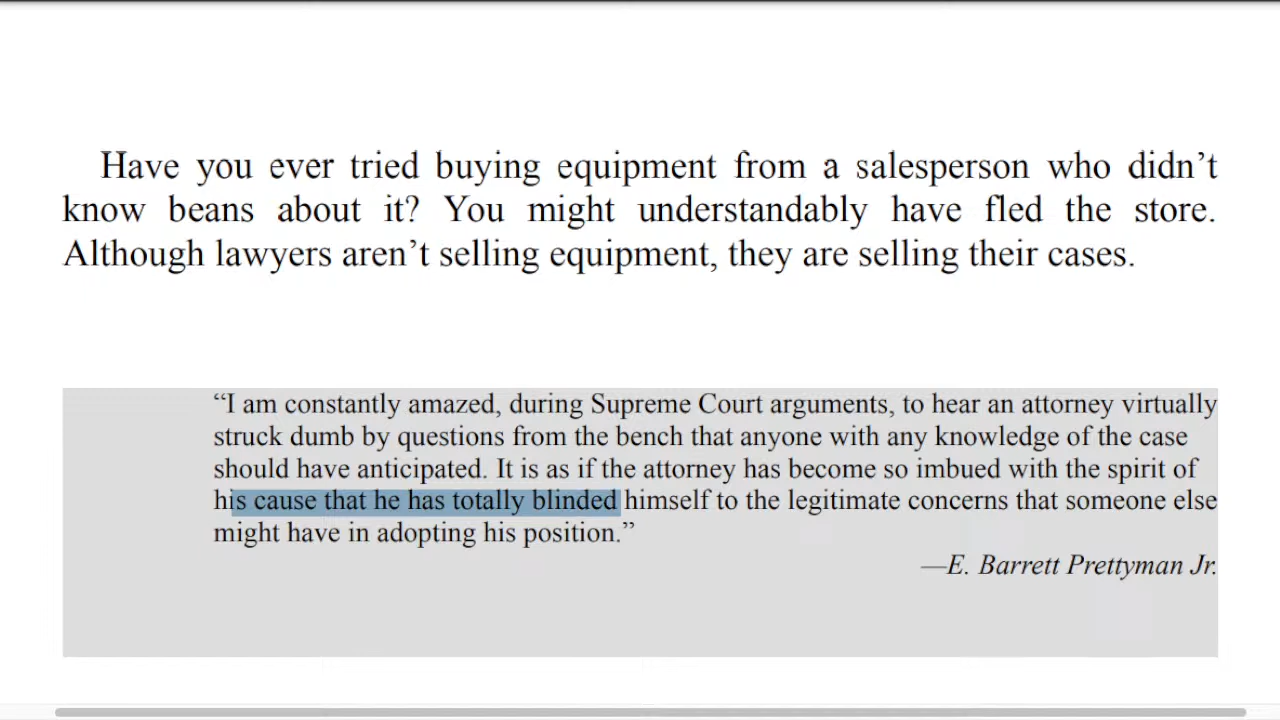 Have you ever tried buying equipment from a salesperson who didn’t
know beans about it? You might understandably have fled the store.
Although lawyers aren’t selling equipment, they are selling their cases.
“I am constantly amazed, during Supreme Court arguments, to hear an attorney virtually
struck dumb by questions from the bench that anyone with any knowledge of the case
should have anticipated. It is as if the attorney has become so imbued with the spirit of
his cause that he has totally blinded himself to the legitimate concerns that someone else
might have in adopting his position.”
—E. Barrett Prettyman Jr.